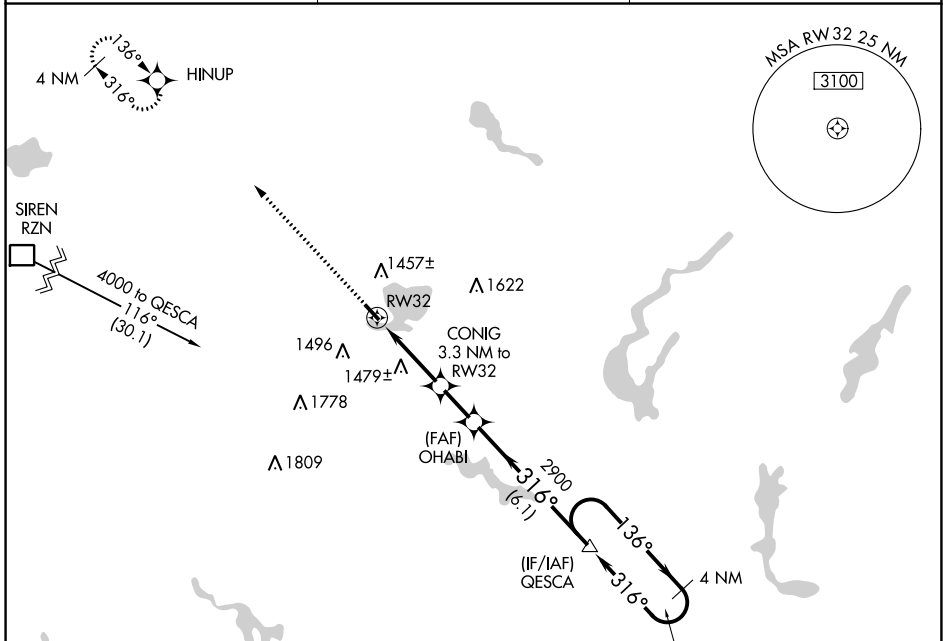 136°
4 NM
316°
HINUP
MSA RW 32 25 NM
3100
SIREN
RZN
4000 to QESCA
116°
(30.1)
1457±
1622
RW32
CONIG
3.3 NM to
RW32
1496
1479±
1778
(FAF)
OHABI
1809
2900
316°
(6.1)
136°
(IF/IAF)
QESCA
316°
4 NM